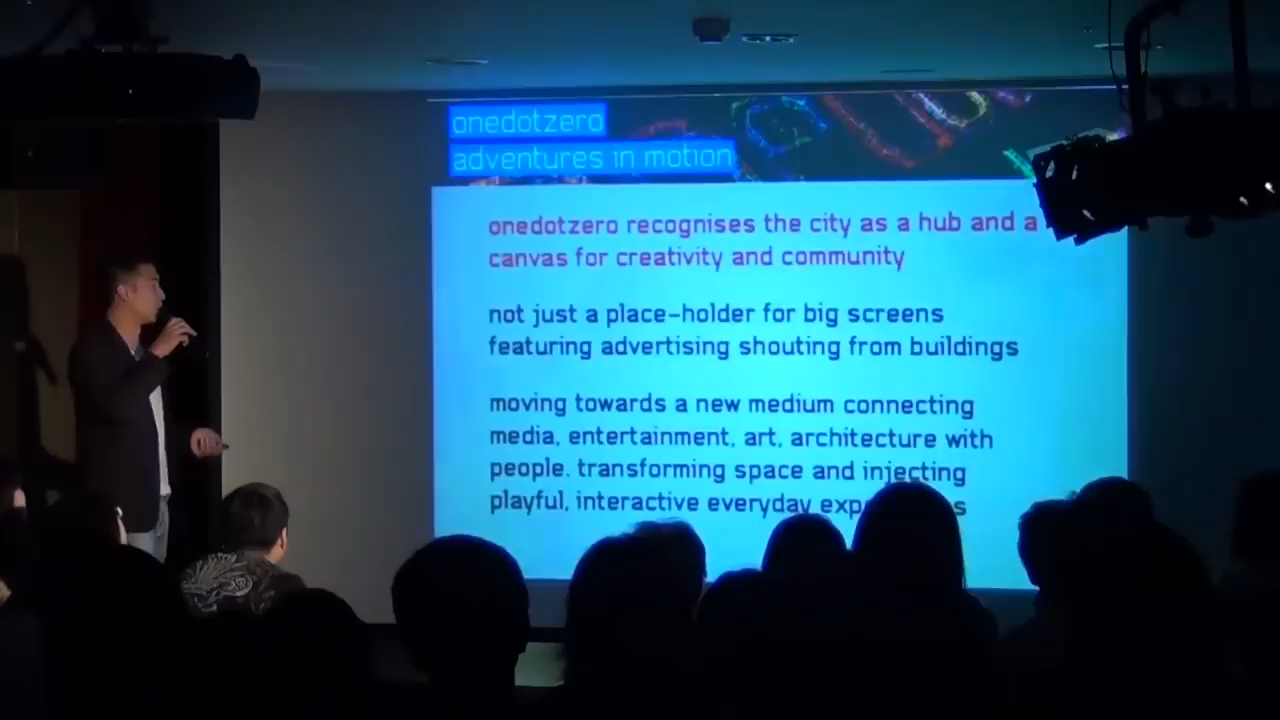 onedotzero
adventures in motion
onedotzero recognises the city as a hub and a
canvas for creativity and community
not just a place-holder for big screens
featuring advertising shouting from buildings
moving towards a new medium connecting
media, entertainment, art, architecture with
people. transforming space and injecting
playful, interactive everyday